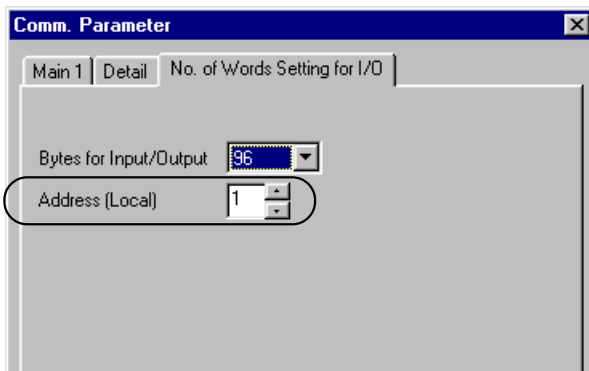 Comm. Parameter
Main 1 Detail No. of Words Setting for I/O
Bytes for Input/Output 96
Address (Local) 1